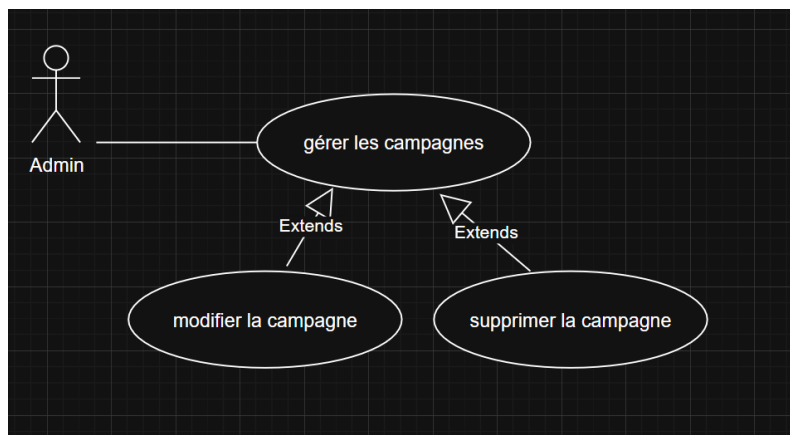 gérer les campagnes
Admin
Extends
Extends
modifier la campagne
supprimer la campagne